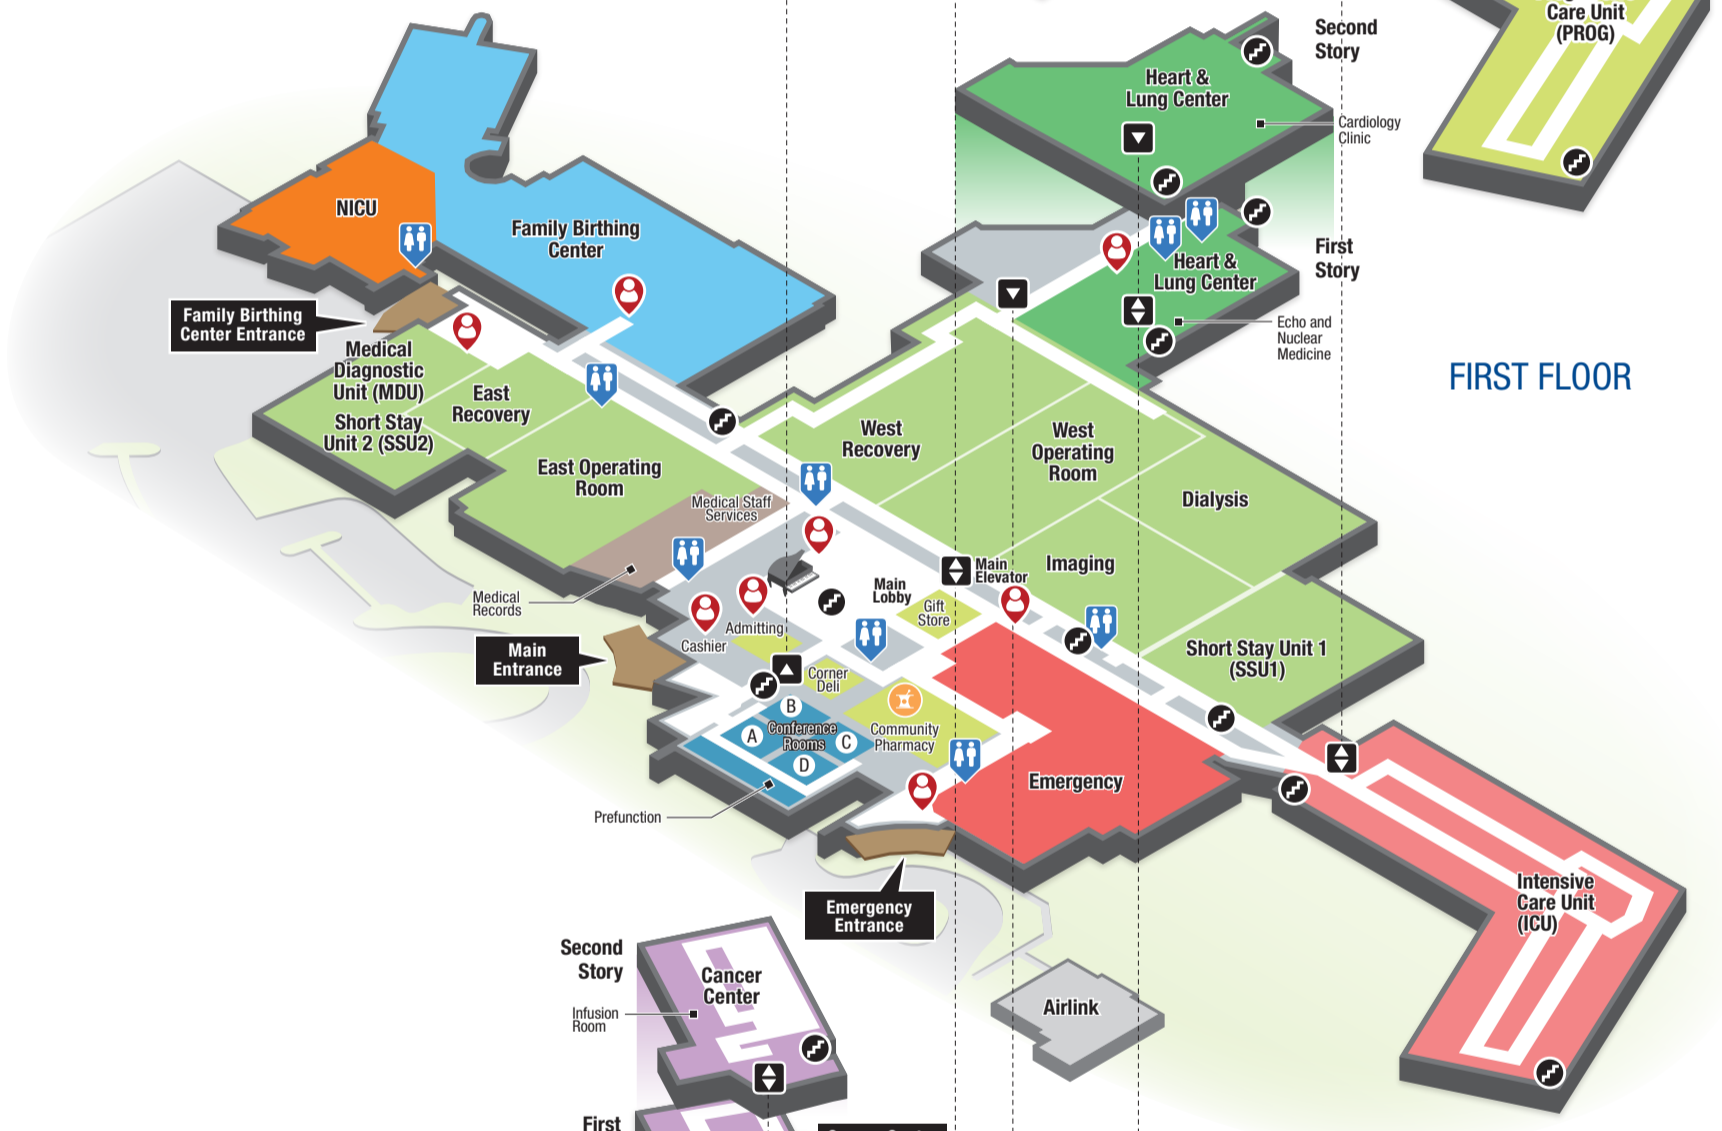 Care Unit
(PROG)
Second
Story
Heart &
Lung Center
Cardiology
Clinic
NICU
Family Birthing
Center
First
Story
Heart &
Lung Center
Family Birthing
Center Entrance
Echo and
Nuclear
Medicine
FIRST FLOOR
Medical
Diagnostic
Unit (MDU)
Short Stay
Unit 2 (SSU2)
East
Recovery
West
Recovery
West
Operating
Room
East Operating
Room
Dialysis
Medical Staff
Services
Imaging
Main
Elevator
Main
Lobby
Gift
Store
Medical
Records
Admitting
Cashier
Main
Entrance
Short Stay Unit 1
(SSU1)
Corner
Deli
B
A
Conference
Rooms
C
D
Community
Pharmacy
Emergency
Prefunction
Emergency
Entrance
Intensive
Care Unit
(ICU)
Second
Story
Cancer
Center
Infusion
Room
Airlink
First